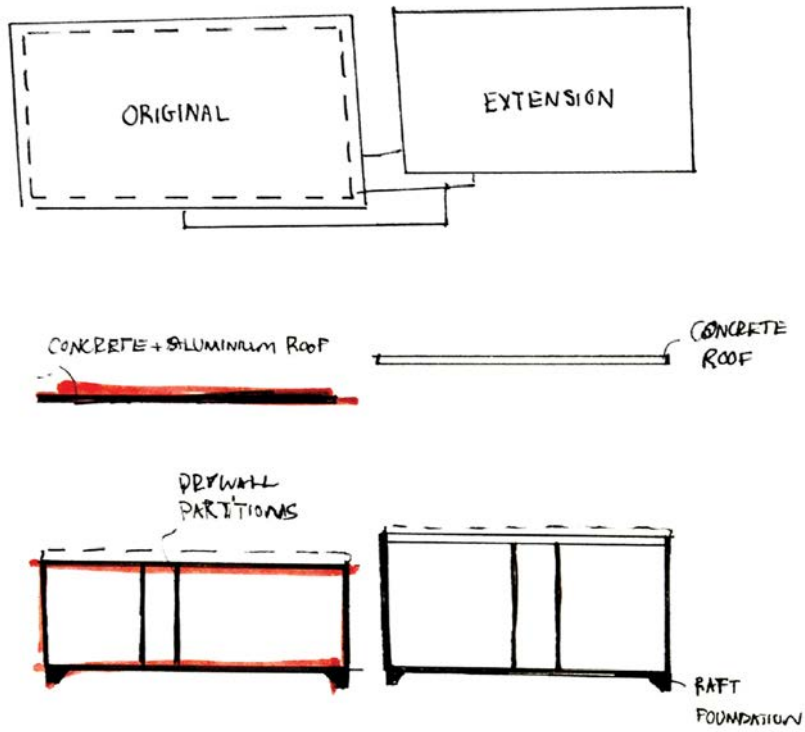 ORIGINAL
EXTENSION
CONCRETE + ALUMINIUM ROOF
CONCRETE
ROOF
DRYWALL
PARTITIONS
RAFT
FOUNDATION